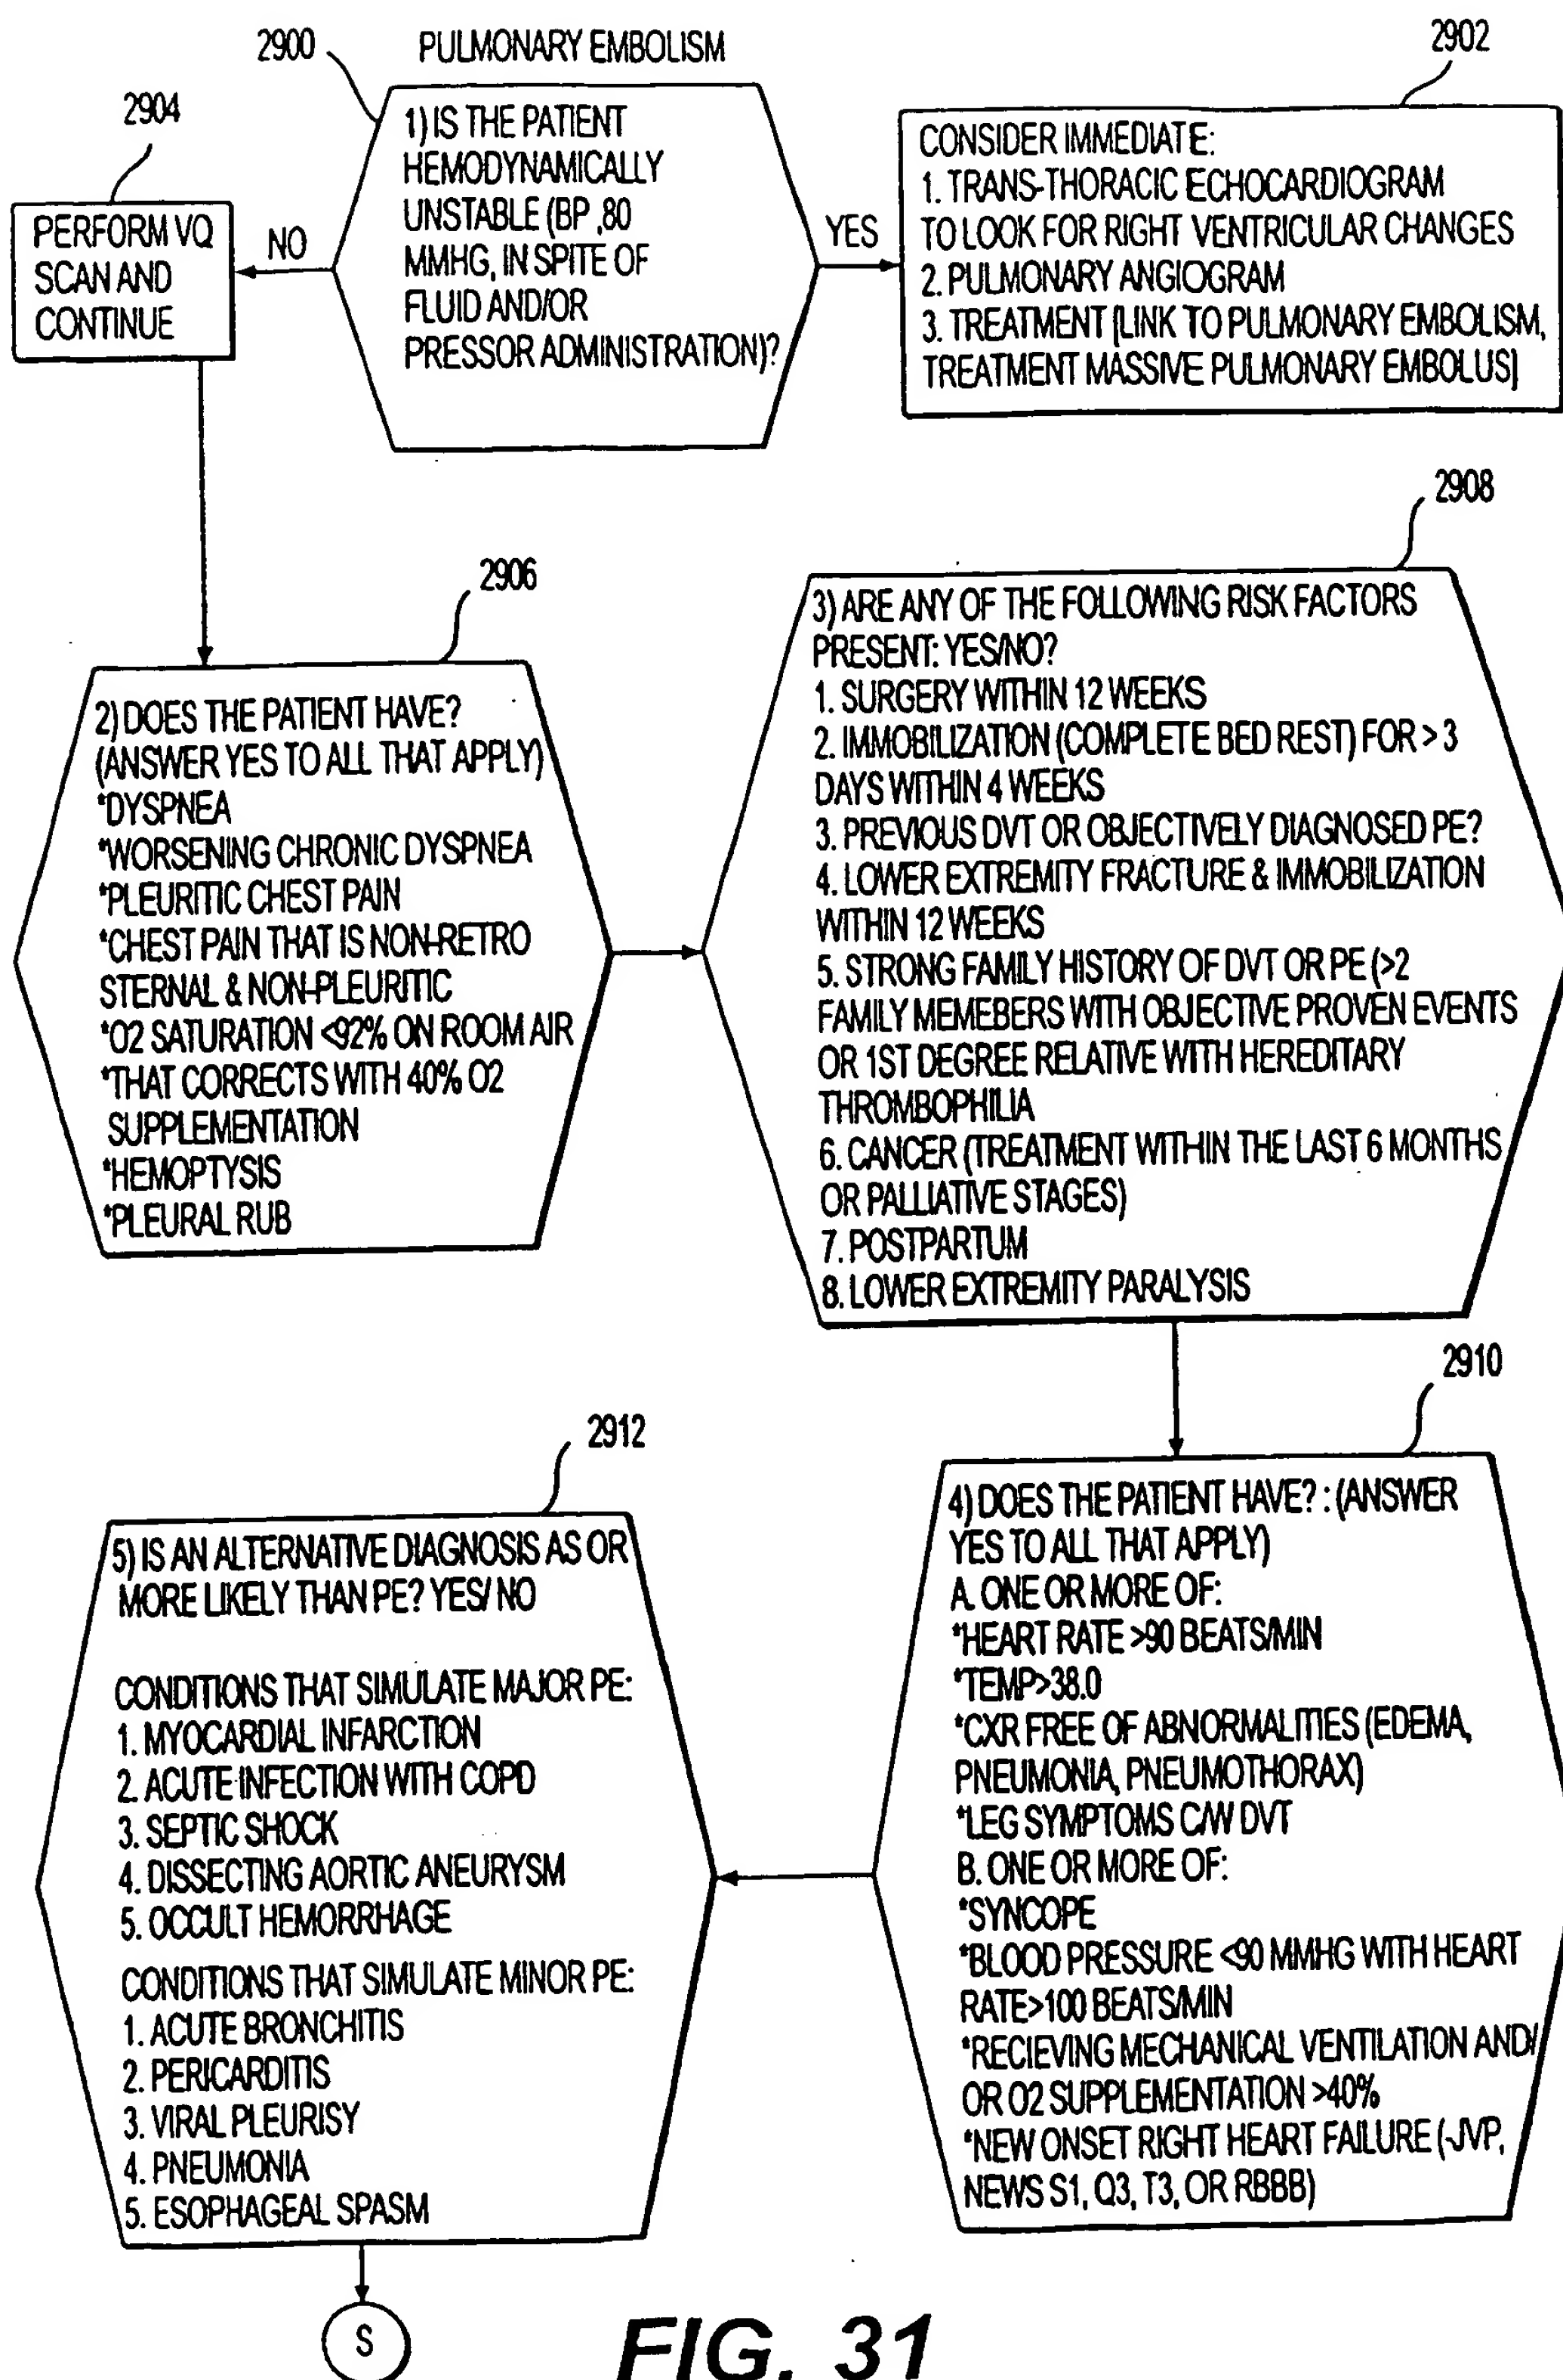 2900
PULMONARY EMBOLISM
2902
2904
1) IS THE PATIENT
HEMODYNAMICALLY
UNSTABLE (BP ,80
MMHG, IN SPITE OF
FLUID AND/OR
PRESSOR ADMINISTRATION)?
CONSIDER IMMEDIATE:
1. TRANS-THORACIC ECHOCARDIOGRAM
TO LOOK FOR RIGHT VENTRICULAR CHANGES
2. PULMONARY ANGIOGRAM
3. TREATMENT [LINK TO PULMONARY EMBOLISM,
TREATMENT MASSIVE PULMONARY EMBOLUS]
YES
NO
PERFORM VQ
SCAN AND
CONTINUE
2906
2908
2) DOES THE PATIENT HAVE?
(ANSWER YES TO ALL THAT APPLY)
*DYSPNEA
*WORSENING CHRONIC DYSPNEA
*PLEURITIC CHEST PAIN
*CHEST PAIN THAT IS NON-RETRO
STERNAL & NON-PLEURITIC
*O2 SATURATION <92% ON ROOM AIR
*THAT CORRECTS WITH 40% O2
SUPPLEMENTATION
*HEMOPTYSIS
*PLEURAL RUB
3) ARE ANY OF THE FOLLOWING RISK FACTORS
PRESENT: YES/NO?
1. SURGERY WITHIN 12 WEEKS
2. IMMOBILIZATION (COMPLETE BED REST) FOR > 3
DAYS WITHIN 4 WEEKS
3. PREVIOUS DVT OR OBJECTIVELY DIAGNOSED PE?
4. LOWER EXTREMITY FRACTURE & IMMOBILIZATION
WITHIN 12 WEEKS
5. STRONG FAMILY HISTORY OF DVT OR PE (>2
FAMILY MEMEBERS WITH OBJECTIVE PROVEN EVENTS
OR 1ST DEGREE RELATIVE WITH HEREDITARY
THROMBOPHILIA
6. CANCER (TREATMENT WITHIN THE LAST 6 MONTHS
OR PALLIATIVE STAGES)
7. POSTPARTUM
8. LOWER EXTREMITY PARALYSIS
2910
2912
4) DOES THE PATIENT HAVE? : (ANSWER
YES TO ALL THAT APPLY)
A. ONE OR MORE OF:
*HEART RATE >90 BEATS/MIN
*TEMP>38.0
*CXR FREE OF ABNORMALITIES (EDEMA,
PNEUMONIA, PNEUMOTHORAX)
*LEG SYMPTOMS C/W DVT
B. ONE OR MORE OF:
*SYNCOPE
*BLOOD PRESSURE <90 MMHG WITH HEART
RATE>100 BEATS/MIN
*RECIEVING MECHANICAL VENTILATION AND/
OR O2 SUPPLEMENTATION >40%
*NEW ONSET RIGHT HEART FAILURE (-JVP,
NEWS S1, Q3, T3, OR RBBB)
5) IS AN ALTERNATIVE DIAGNOSIS AS OR
MORE LIKELY THAN PE? YES/ NO
CONDITIONS THAT SIMULATE MAJOR PE:
1. MYOCARDIAL INFARCTION
2. ACUTE INFECTION WITH COPD
3. SEPTIC SHOCK
4. DISSECTING AORTIC ANEURYSM
5. OCCULT HEMORRHAGE
CONDITIONS THAT SIMULATE MINOR PE:
1. ACUTE BRONCHITIS
2. PERICARDITIS
3. VIRAL PLEURISY
4. PNEUMONIA
5. ESOPHAGEAL SPASM
S
FIG. 31